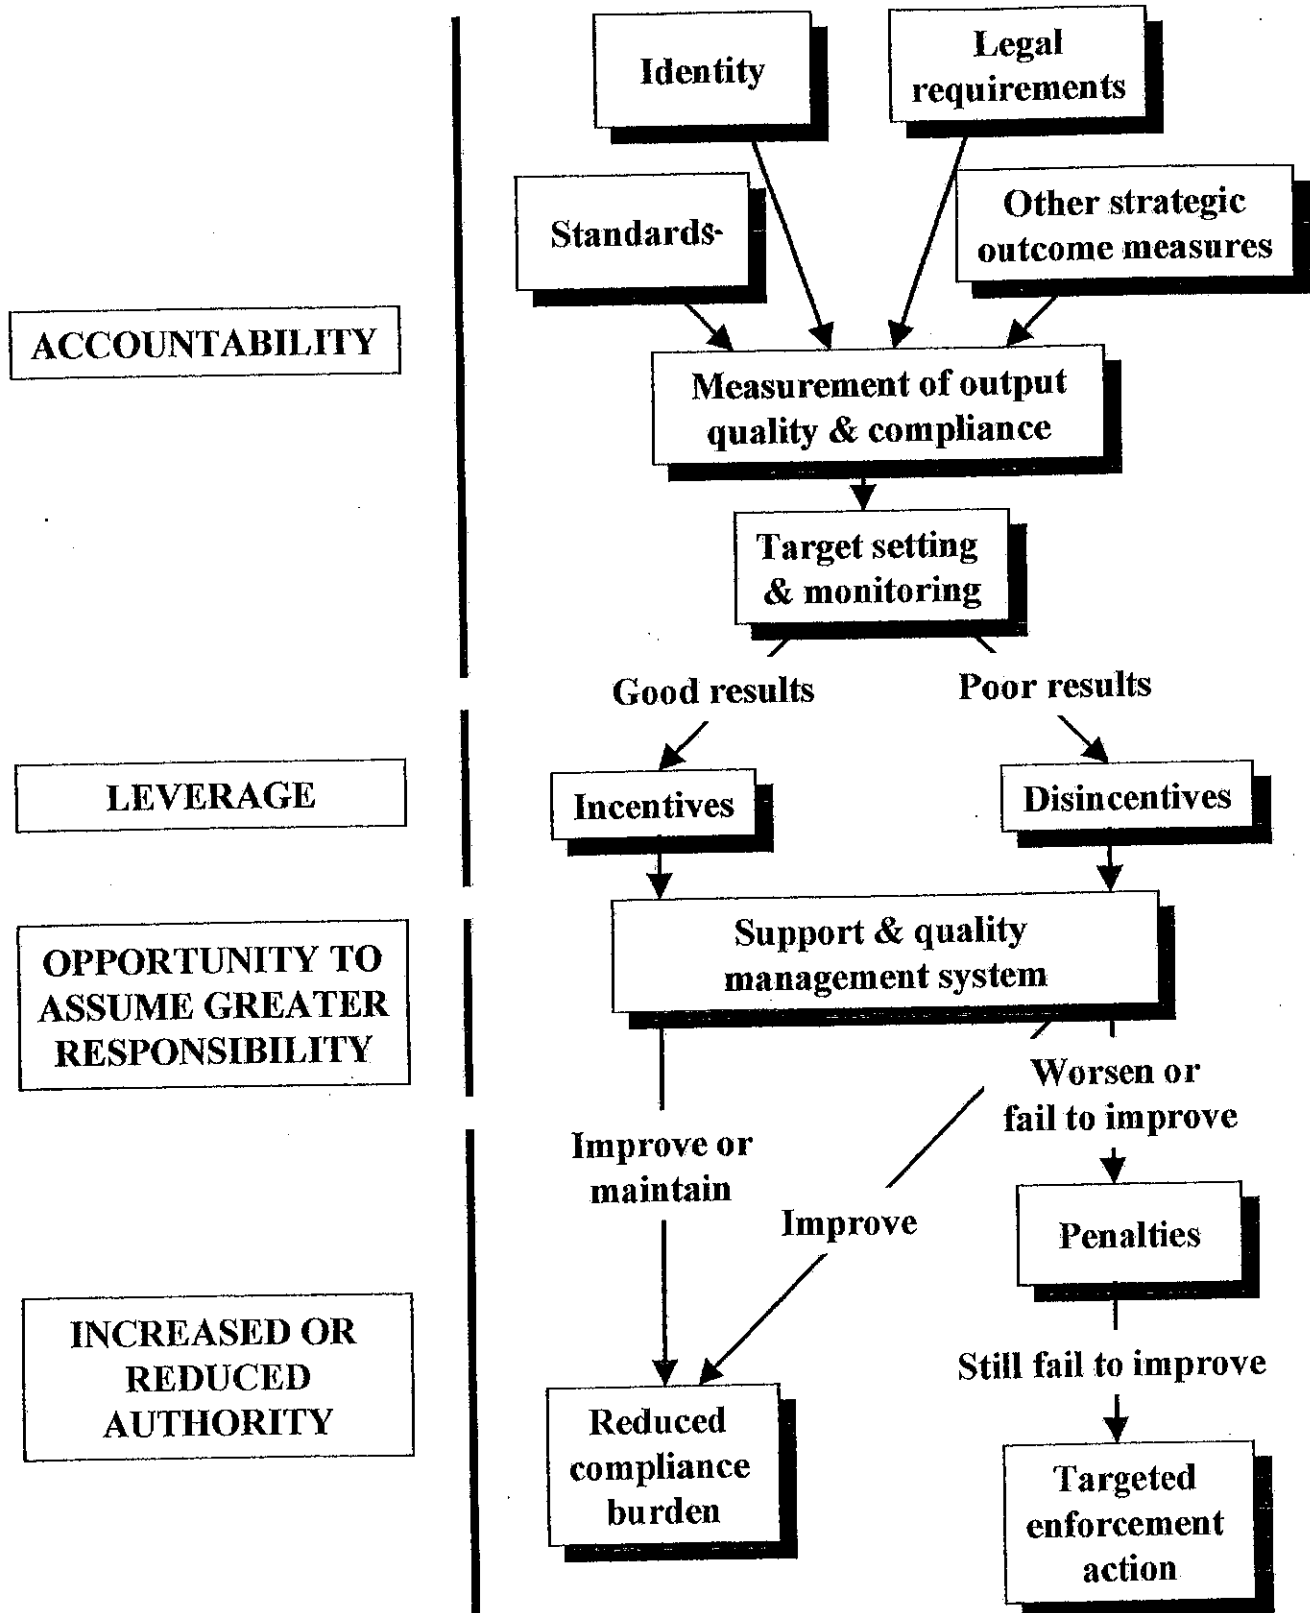 Identity
Legal
requirements
Standards-
Other strategic
outcome measures
ACCOUNTABILITY
Measurement of output
quality & compliance
Target setting
& monitoring
Good results
Poor results
LEVERAGE
Incentives
Disincentives
OPPORTUNITY TO
ASSUME GREATER
RESPONSIBILITY
Support & quality
management system
Worsen or
fail to improve
Improve or
maintain
Improve
Penalties
INCREASED OR
REDUCED
AUTHORITY
Still fail to improve
Reduced
compliance
burden
Targeted
enforcement
action